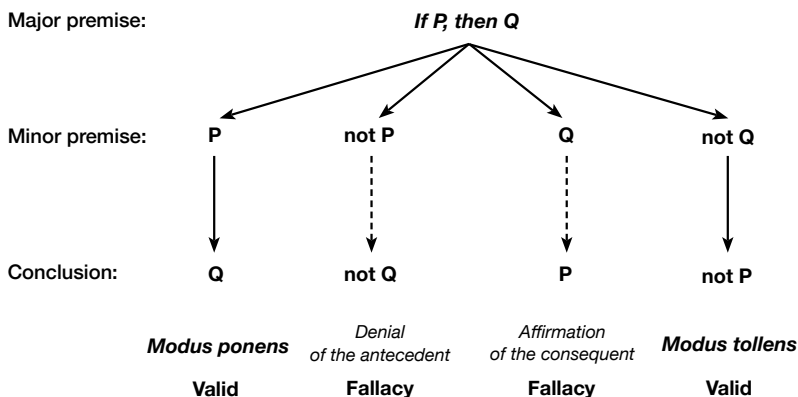 Major premise: If P, then Q
Minor premise: P not P Q not Q
Conclusion: Q not Q P not P
Modus ponens Denial of the antecedent Affirmation of the consequent Modus tollens
Valid Fallacy Fallacy Valid